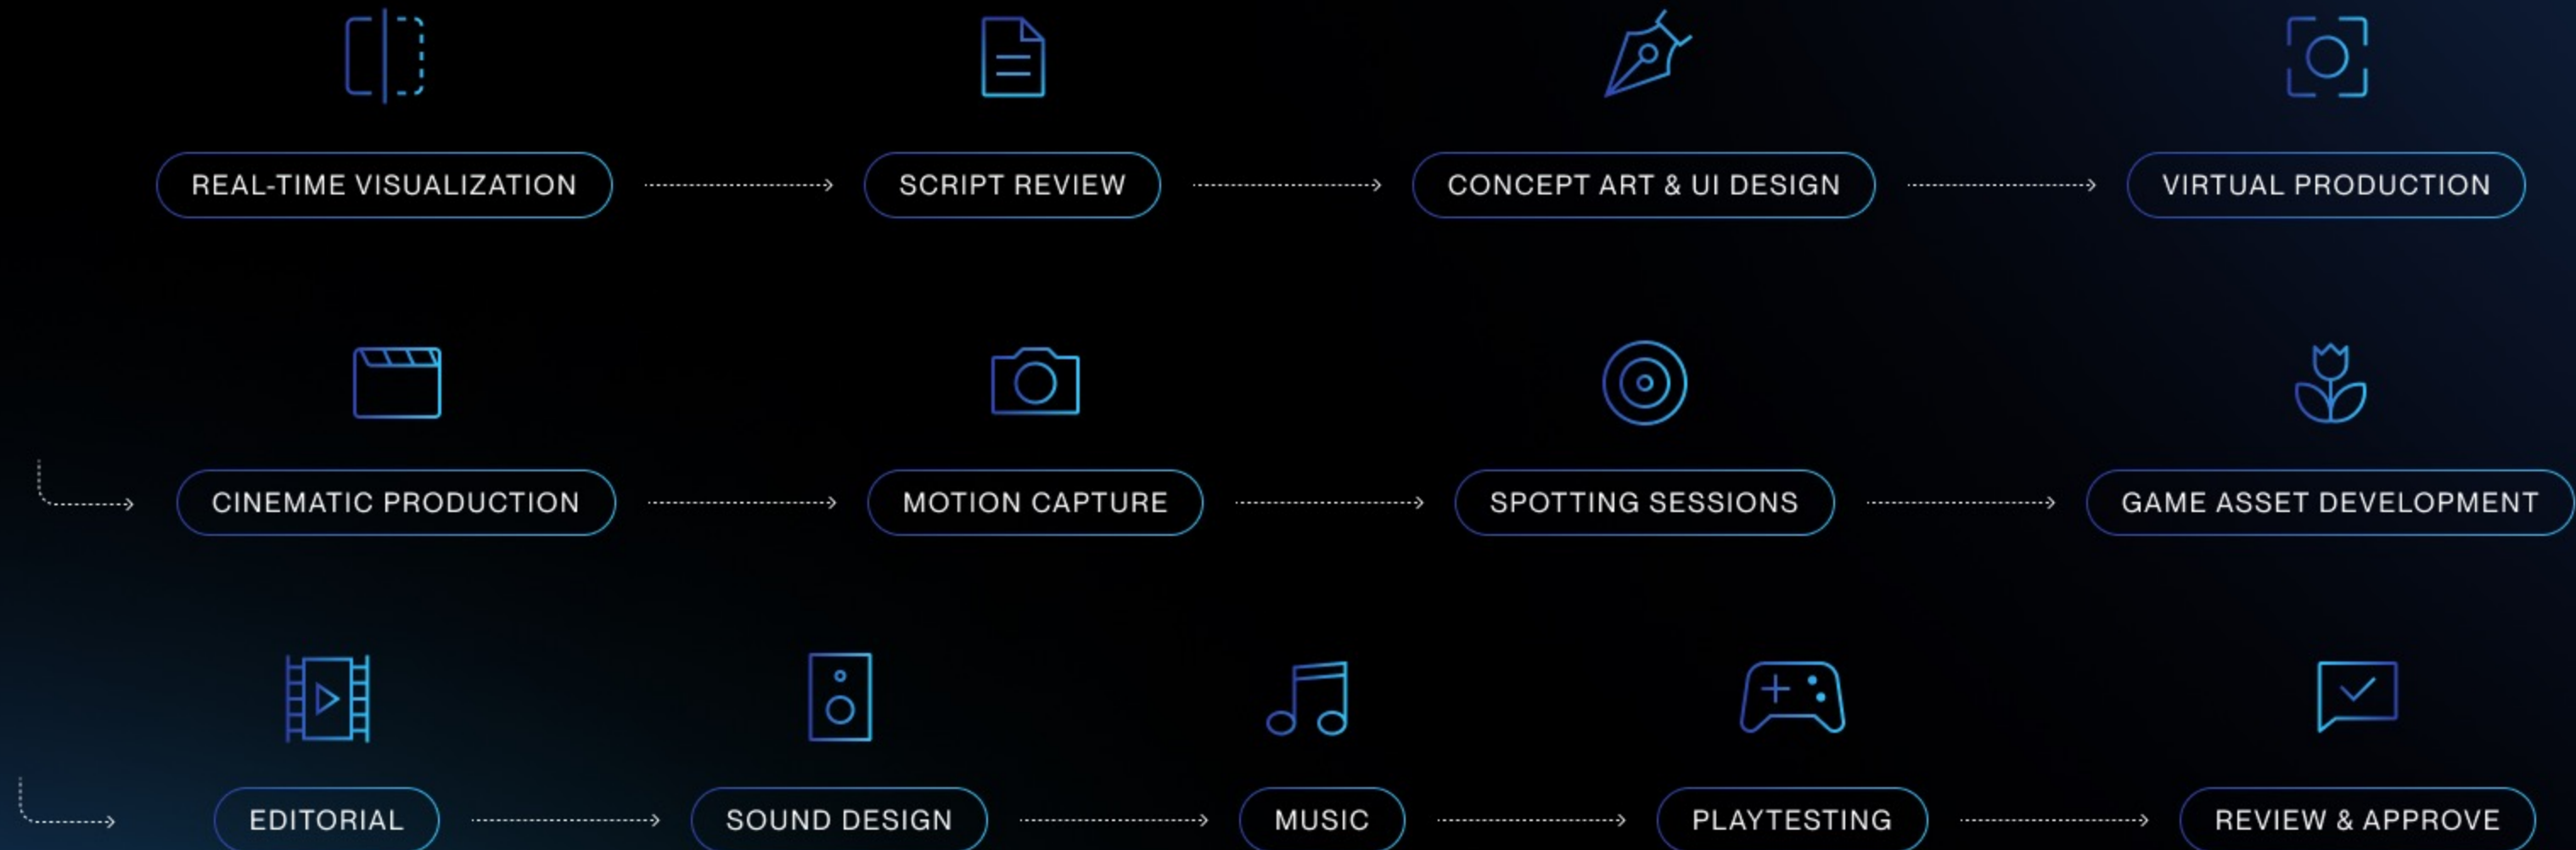 REAL-TIME VISUALIZATION
SCRIPT REVIEW
CONCEPT ART & UI DESIGN
VIRTUAL PRODUCTION
CINEMATIC PRODUCTION
MOTION CAPTURE
SPOTTING SESSIONS
GAME ASSET DEVELOPMENT
EDITORIAL
SOUND DESIGN
MUSIC
PLAYTESTING
REVIEW & APPROVE